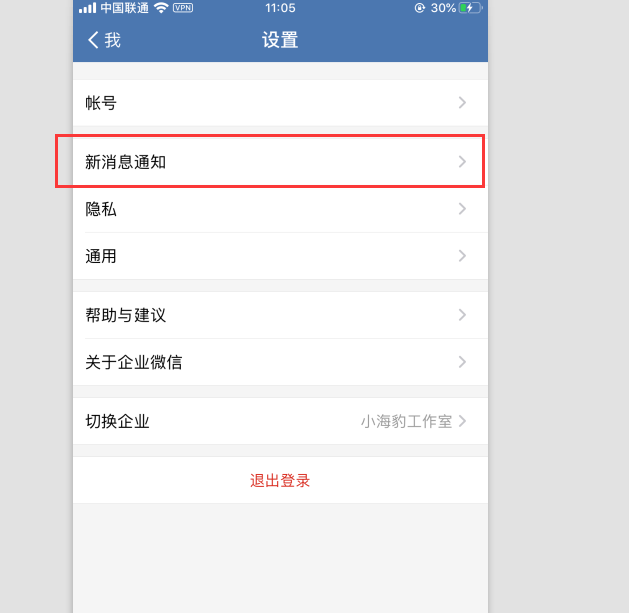 中国联通 VPN 11:05 30%
我 设置
帐号
新消息通知
隐私
通用
帮助与建议
关于企业微信
切换企业 小海豹工作室
退出登录